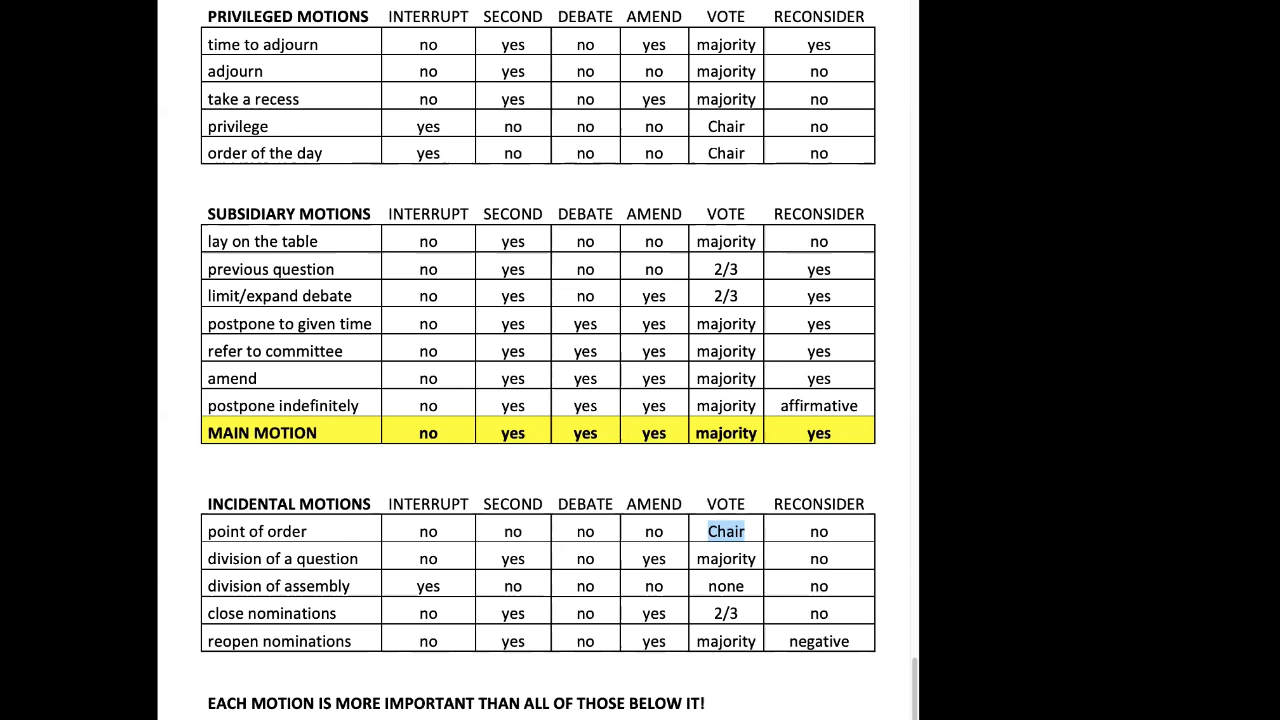 PRIVILEGED MOTIONS INTERRUPT SECOND DEBATE AMEND VOTE RECONSIDER
time to adjourn no yes no yes majority yes
adjourn no yes no no majority no
take a recess no yes no yes majority no
privilege yes no no no Chair no
order of the day yes no no no Chair no
SUBSIDIARY MOTIONS INTERRUPT SECOND DEBATE AMEND VOTE RECONSIDER
lay on the table no yes no no majority no
previous question no yes no no 2/3 yes
limit/expand debate no yes no yes 2/3 yes
postpone to given time no yes yes yes majority yes
refer to committee no yes yes yes majority yes
amend no yes yes yes majority yes
postpone indefinitely no yes yes yes majority affirmative
MAIN MOTION no yes yes yes majority yes
INCIDENTAL MOTIONS INTERRUPT SECOND DEBATE AMEND VOTE RECONSIDER
point of order no no no no Chair no
division of a question no yes no yes majority no
division of assembly yes no no no none no
close nominations no yes no yes 2/3 no
reopen nominations no yes no yes majority negative
EACH MOTION IS MORE IMPORTANT THAN ALL OF THOSE BELOW IT!